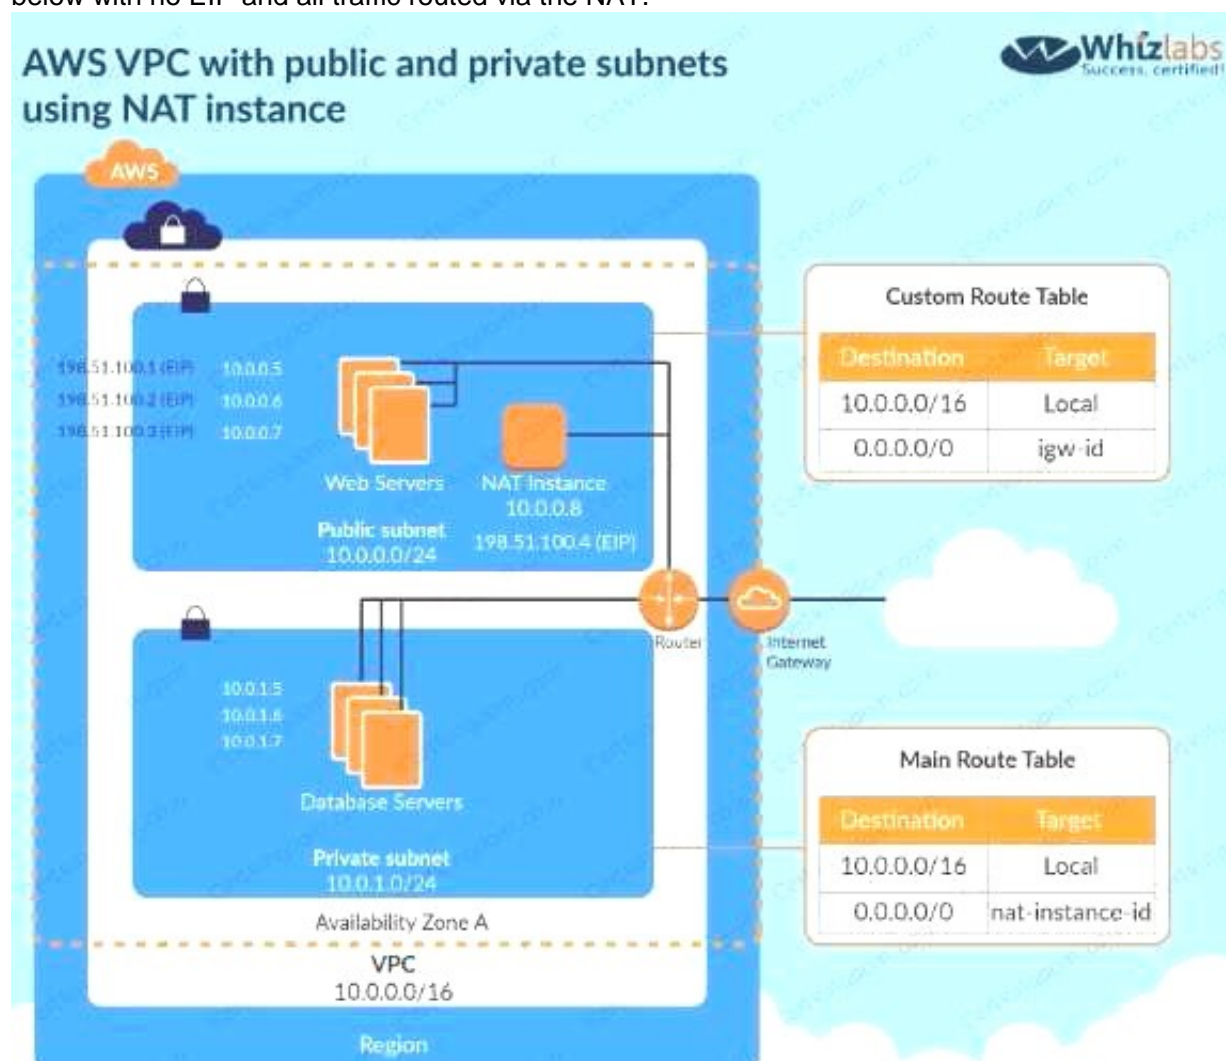 below with no EIP and all traffic routed via the NAT.
AWS VPC with public and private subnets
using NAT instance
Whizlabs
Success, certified!
AWS
198.51.100.1 (EIP) 10.0.0.5
198.51.100.2 (EIP) 10.0.0.6
198.51.100.3 (EIP) 10.0.0.7
Web Servers
NAT Instance
10.0.0.8
198.51.100.4 (EIP)
Public subnet
10.0.0.0/24
Custom Route Table
Destination Target
10.0.0.0/16 Local
0.0.0.0/0 igw-id
Router
Internet
Gateway
10.0.1.5
10.0.1.6
10.0.1.7
Database Servers
Private subnet
10.0.1.0/24
Availability Zone A
VPC
10.0.0.0/16
Region
Main Route Table
Destination Target
10.0.0.0/16 Local
0.0.0.0/0 nat-instance-id